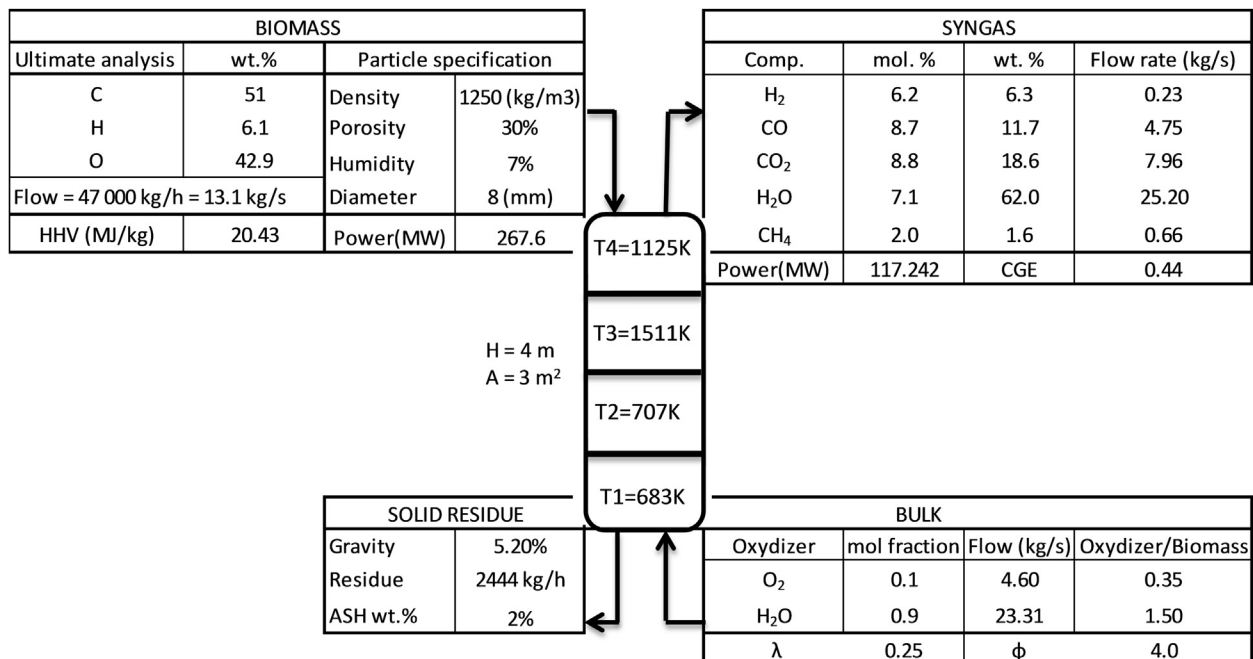 BIOMASS
Ultimate analysis wt.% Particle specification
C 51 Density 1250 (kg/m3)
H 6.1 Porosity 30%
O 42.9 Humidity 7%
Flow = 47 000 kg/h = 13.1 kg/s Diameter 8 (mm)
HHV (MJ/kg) 20.43 Power(MW) 267.6
SYNGAS
Comp. mol. % wt. % Flow rate (kg/s)
H₂ 6.2 6.3 0.23
CO 8.7 11.7 4.75
CO₂ 8.8 18.6 7.96
H₂O 7.1 62.0 25.20
CH₄ 2.0 1.6 0.66
Power(MW) 117.242 CGE 0.44
T4=1125K
T3=1511K
T2=707K
T1=683K
H = 4 m
A = 3 m²
SOLID RESIDUE
Gravity 5.20%
Residue 2444 kg/h
ASH wt.% 2%
BULK
Oxydizer mol fraction Flow (kg/s) Oxydizer/Biomass
O₂ 0.1 4.60 0.35
H₂O 0.9 23.31 1.50
λ 0.25 ϕ 4.0